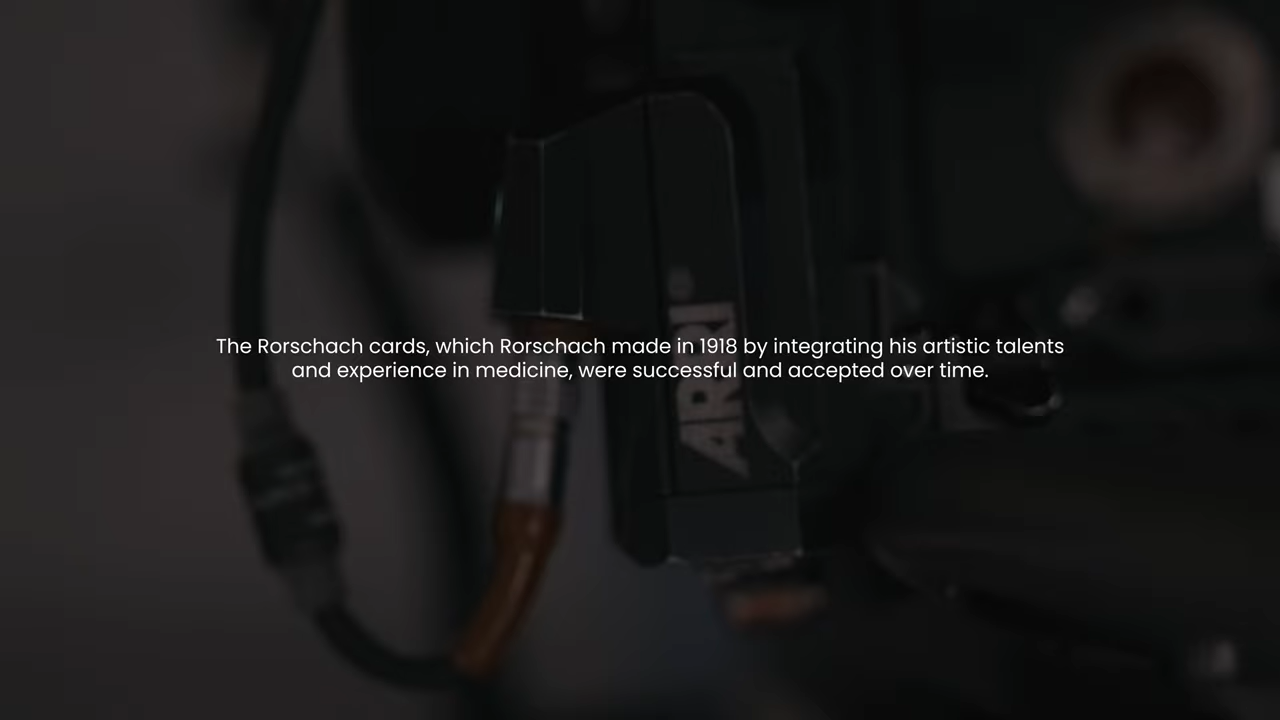 The Rorschach cards, which Rorschach made in 1918 by integrating his artistic talents
and experience in medicine, were successful and accepted over time.
ARRI